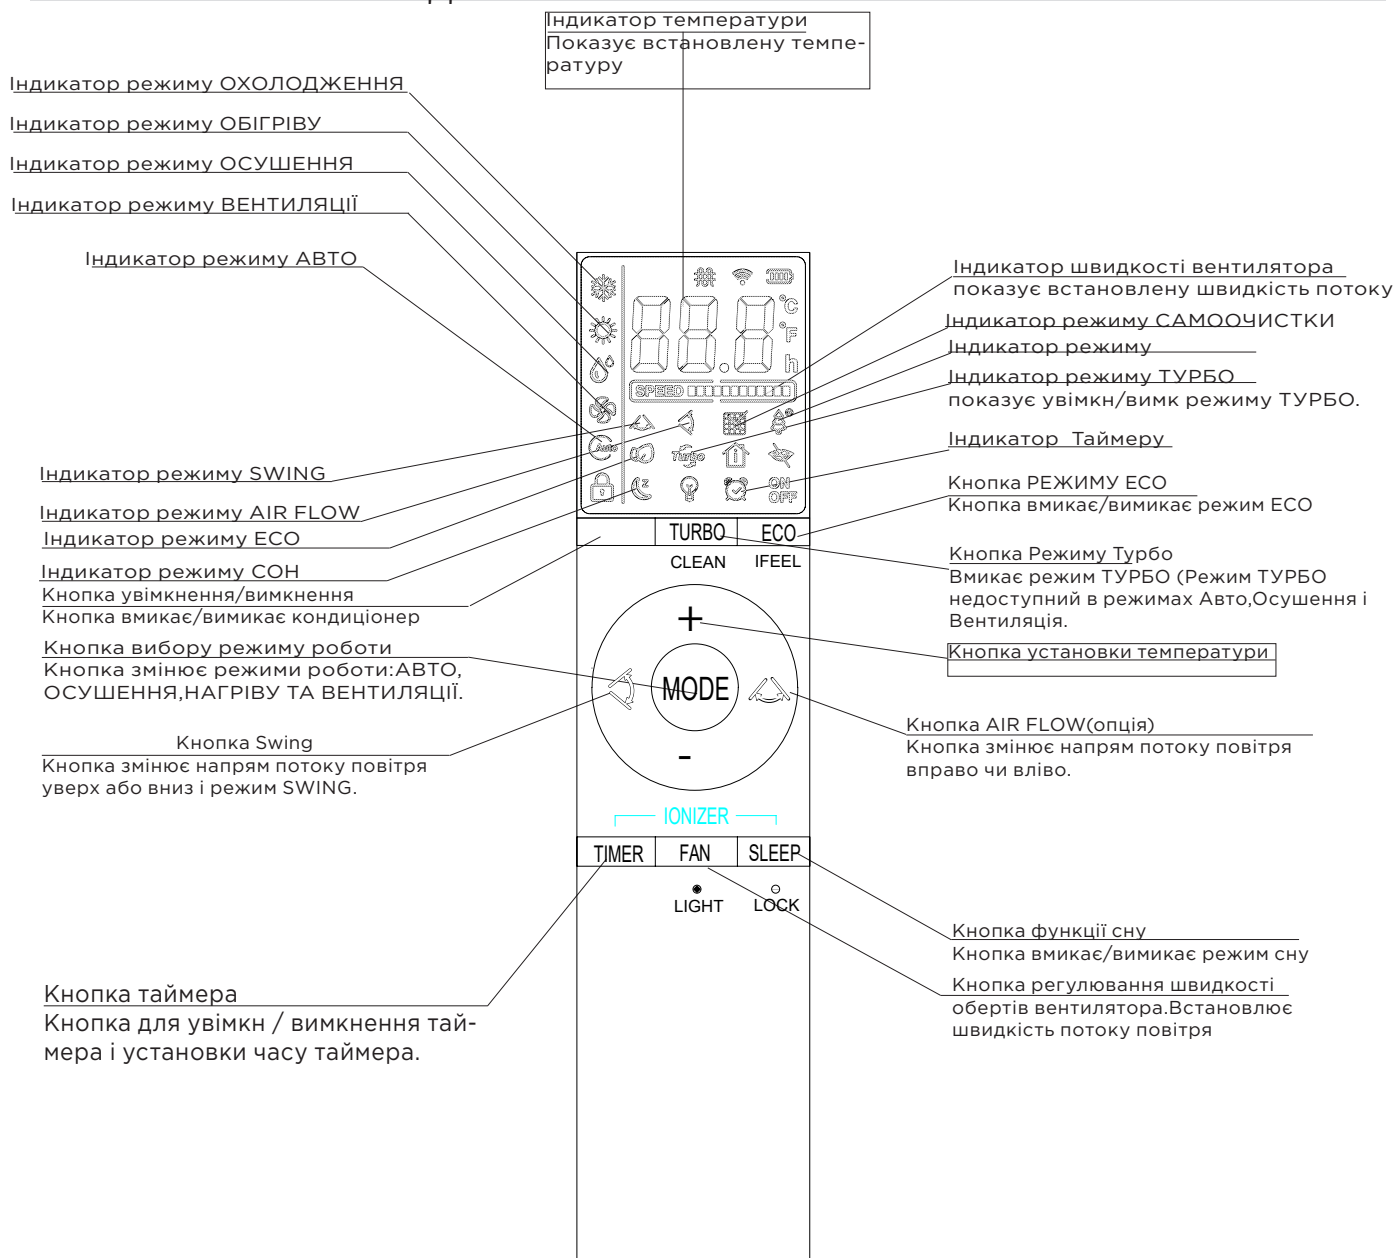 Індикатор температури
Показує встановлену темпе-
ратуру
Індикатор режиму ОХОЛОДЖЕННЯ
Індикатор режиму ОБІГРІВУ
Індикатор режиму ОСУШЕННЯ
Індикатор режиму ВЕНТИЛЯЦІЇ
Індикатор режиму АВТО
Індикатор режиму SWING
Індикатор режиму AIR FLOW
Індикатор режиму ECO
Індикатор режиму СОН
Кнопка увімкнення/вимкнення
Кнопка вмикає/вимикає кондиціонер
Кнопка вибору режиму роботи
Кнопка змінює режими роботи:АВТО,
ОСУШЕННЯ,НАГРІВУ ТА ВЕНТИЛЯЦІЇ.
Кнопка Swing
Кнопка змінює напрям потоку повітря
уверх або вниз і режим SWING.
Кнопка таймера
Кнопка для увімкн / вимкнення тай-
мера і установки часу таймера.
°C
88.8
°F
h
SPEED
Auto
Turbo
Z
ON
OFF
TURBO
ECO
CLEAN
IFEEL
+
MODE
-
IONIZER
TIMER
FAN
SLEEP
LIGHT
LOCK
Індикатор швидкості вентилятора
показує встановлену швидкість потоку
Індикатор режиму САМООЧИСТКИ
Індикатор режиму
Індикатор режиму ТУРБО
показує увімкн/вимк режиму ТУРБО.
Індикатор Таймеру
Кнопка РЕЖИМУ ECO
Кнопка вмикає/вимикає режим ECO
Кнопка Режиму Турбо
Вмикає режим ТУРБО (Режим ТУРБО
недоступний в режимах Авто,Осушення і
Вентиляція.
Кнопка установки температури
Кнопка AIR FLOW(опція)
Кнопка змінює напрям потоку повітря
вправо чи вліво.
Кнопка функції сну
Кнопка вмикає/вимикає режим сну
Кнопка регулювання швидкості
обертів вентилятора.Встановлює
швидкість потоку повітря